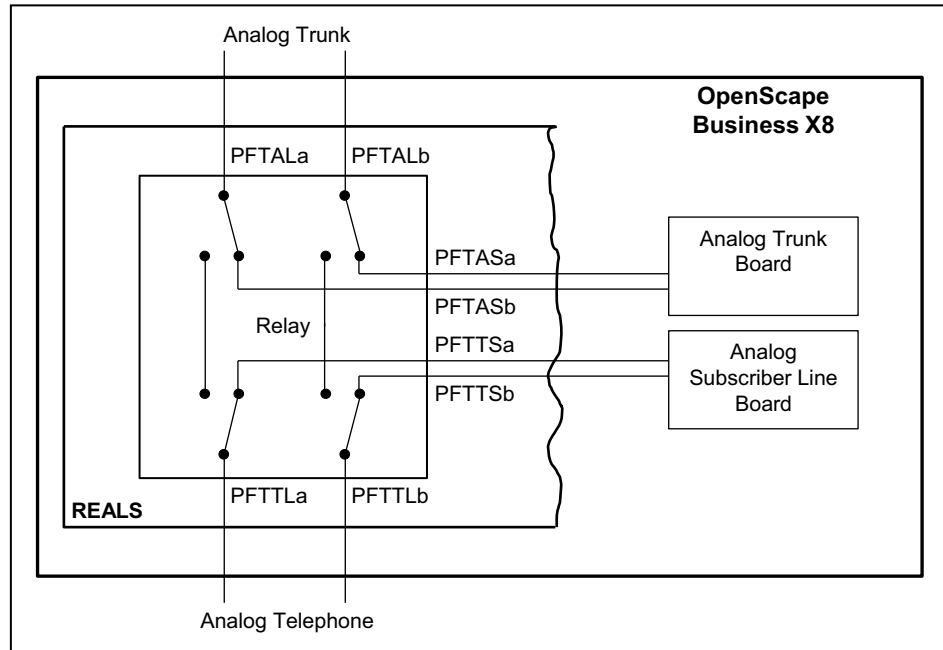 Analog Trunk
OpenScape
Business X8
PFTALa
PFTALb
PFTASa
Analog Trunk
Board
PFTASb
Relay
PFTTSa
Analog
Subscriber Line
Board
PFTTSb
PFTTLa
PFTTLb
REALS
Analog Telephone